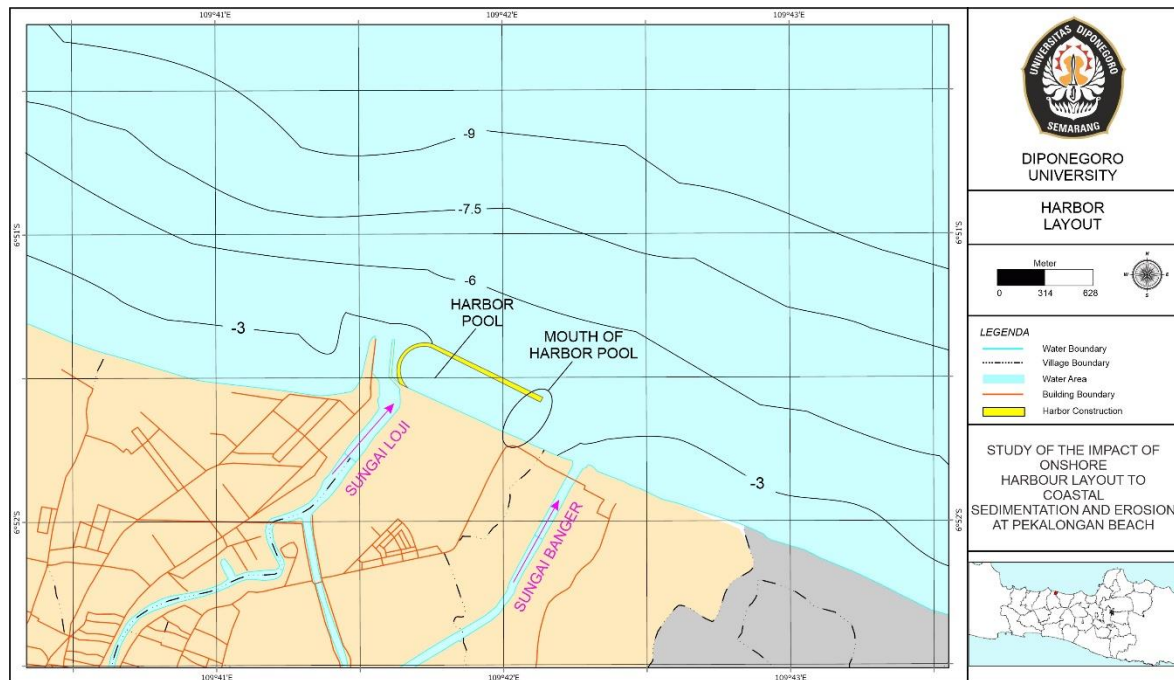 109°41'E
109°42'E
109°43'E
-9
-7.5
6°51'S
6°51'S
-6
-3
HARBOR
POOL
MOUTH OF
HARBOR POOL
SUNGAI LOJI
-3
SUNGAI BANGER
6°52'S
6°52'S
109°41'E
109°42'E
109°43'E
UNIVERSITAS DIPONEGORO
SEMARANG
DIPONEGORO
UNIVERSITY
HARBOR
LAYOUT
Meter
0 314 628
N
W E
S
LEGENDA
Water Boundary
Village Boundary
Water Area
Building Boundary
Harbor Construction
STUDY OF THE IMPACT OF
ONSHORE
HARBOUR LAYOUT TO
COASTAL
SEDIMENTATION AND EROSION
AT PEKALONGAN BEACH